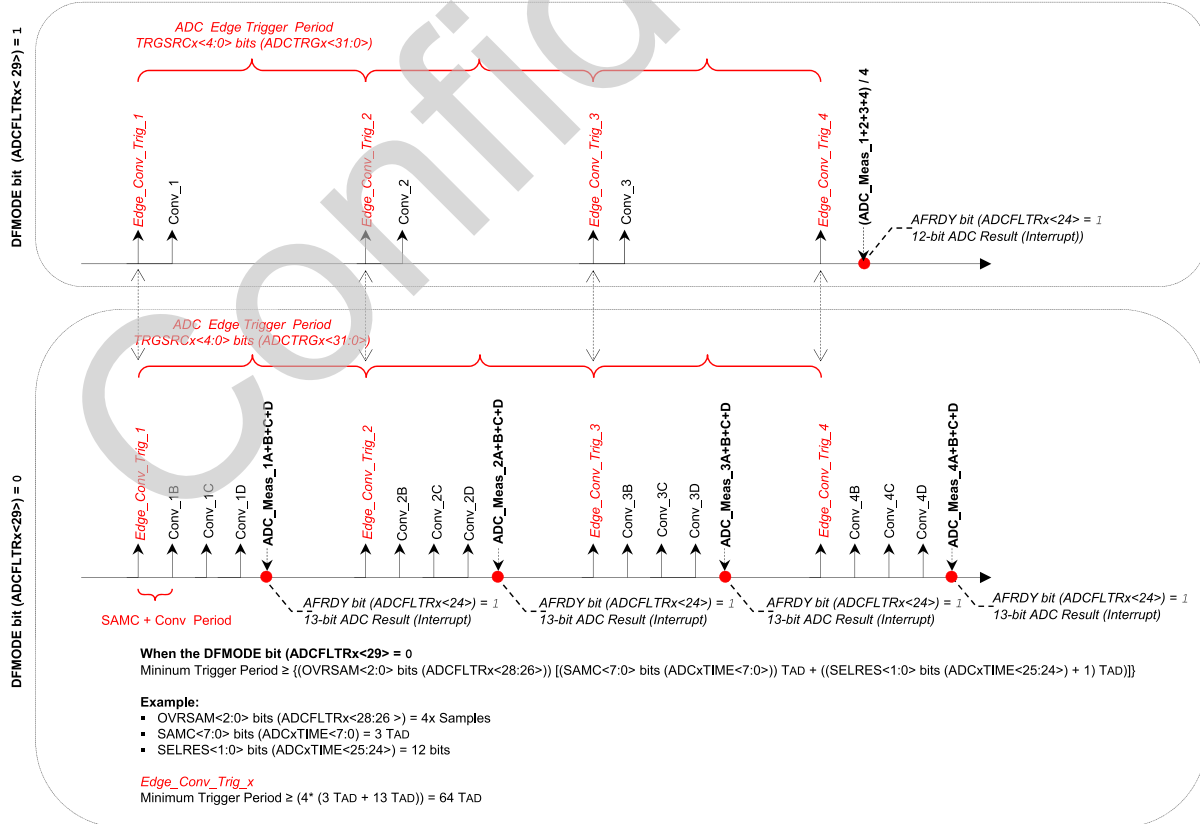 DFMODE bit (ADCFLTRx< 29>) = 1
ADC Edge Trigger Period
TRGSRCx<4:0> bits (ADCTRGx<31:0>)
Edge_Conv_Trig_1
Conv_1
Edge_Conv_Trig_2
Conv_2
Edge_Conv_Trig_3
Conv_3
Edge_Conv_Trig_4
(ADC_Meas_1+2+3+4) / 4
AFRDY bit (ADCFLTRx<24> = 1
12-bit ADC Result (Interrupt))
DFMODE bit (ADCFLTRx<29>) = 0
ADC Edge Trigger Period
TRGSRCx<4:0> bits (ADCTRGx<31:0>)
Edge_Conv_Trig_1
Conv_1B
Conv_1C
Conv_1D
ADC_Meas_1A+B+C+D
Edge_Conv_Trig_2
Conv_2B
Conv_2C
Conv_2D
ADC_Meas_2A+B+C+D
Edge_Conv_Trig_3
Conv_3B
Conv_3C
Conv_3D
ADC_Meas_3A+B+C+D
Edge_Conv_Trig_4
Conv_4B
Conv_4C
Conv_4D
ADC_Meas_4A+B+C+D
AFRDY bit (ADCFLTRx<24>) = 1
13-bit ADC Result (Interrupt)
AFRDY bit (ADCFLTRx<24>) = 1
13-bit ADC Result (Interrupt)
AFRDY bit (ADCFLTRx<24>) = 1
13-bit ADC Result (Interrupt)
AFRDY bit (ADCFLTRx<24>) = 1
13-bit ADC Result (Interrupt)
SAMC + Conv Period
When the DFMODE bit (ADCFLTRx<29> = 0
Mininum Trigger Period ≥ {(OVRSAM<2:0> bits (ADCFLTRx<28:26>)) [(SAMC<7:0> bits (ADCxTIME<7:0>)) TAD + ((SELRES<1:0> bits (ADCxTIME<25:24>) + 1) TAD)]}
Example:
▪ OVRSAM<2:0> bits (ADCFLTRx<28:26 >) = 4x Samples
▪ SAMC<7:0> bits (ADCxTIME<7:0) = 3 TAD
▪ SELRES<1:0> bits (ADCxTIME<25:24>) = 12 bits
Edge_Conv_Trig_x
Minimum Trigger Period ≥ (4* (3 TAD + 13 TAD)) = 64 TAD
Confid